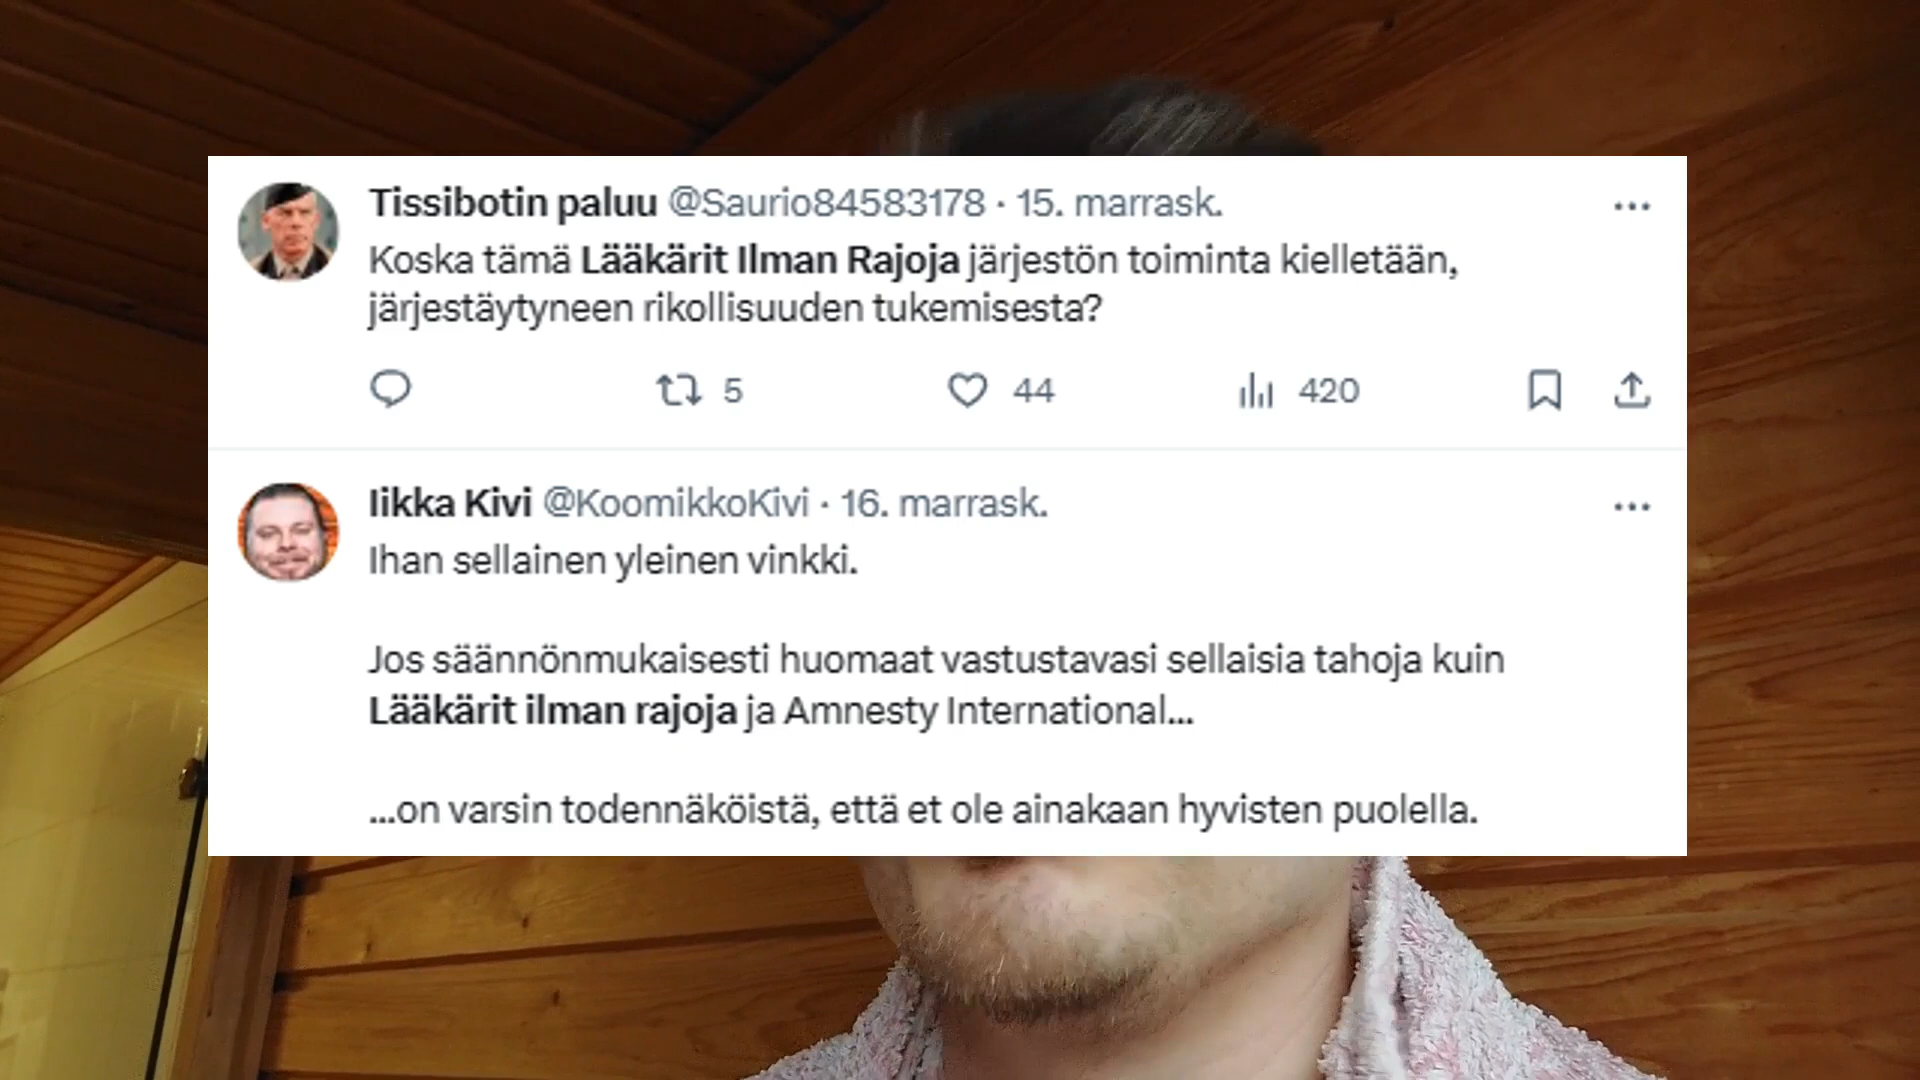 Tissibotin paluu @Saurio84583178 · 15. marrask.
Koska tämä Lääkärit Ilman Rajoja järjestön toiminta kielletään,
järjestäytyneen rikollisuuden tukemisesta?
5 44 420
Iikka Kivi @KoomikkoKivi · 16. marrask.
Ihan sellainen yleinen vinkki.
Jos säännönmukaisesti huomaat vastustavasi sellaisia tahoja kuin
Lääkärit ilman rajoja ja Amnesty International...
...on varsin todennäköistä, että et ole ainakaan hyvisten puolella.